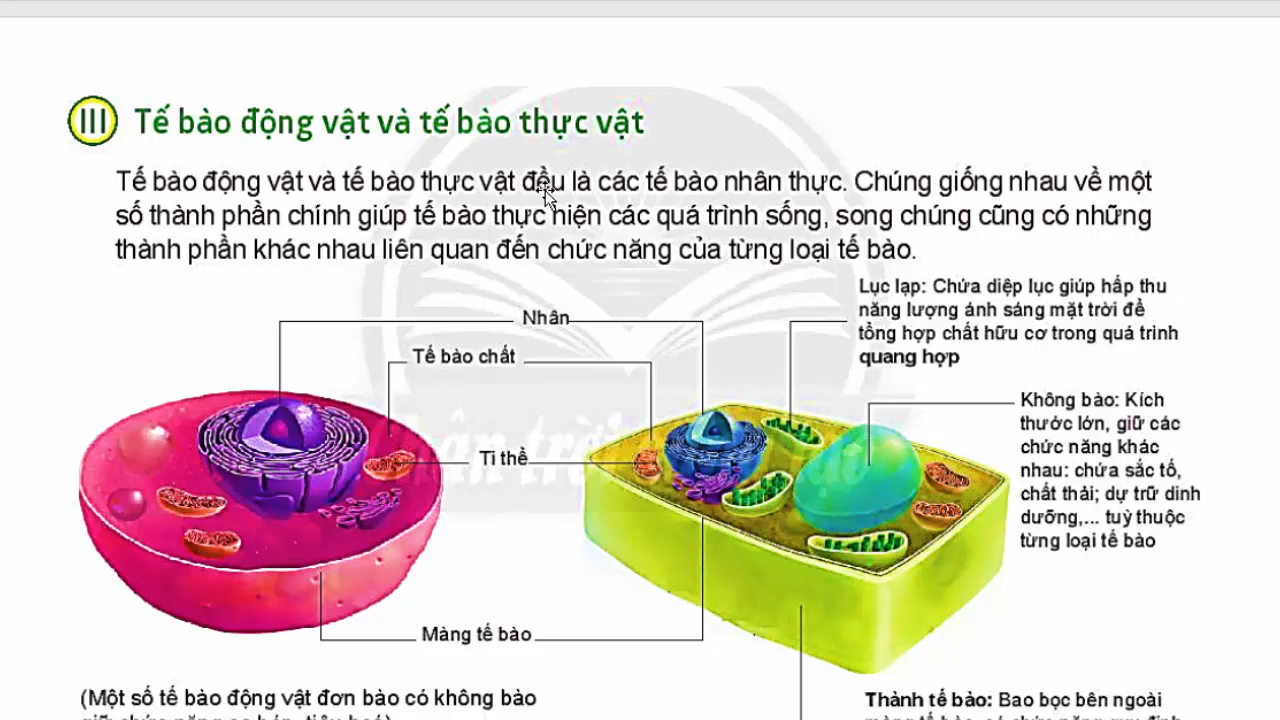 III Tế bào động vật và tế bào thực vật
Tế bào động vật và tế bào thực vật đều là các tế bào nhân thực. Chúng giống nhau về một
số thành phần chính giúp tế bào thực hiện các quá trình sống, song chúng cũng có những
thành phần khác nhau liên quan đến chức năng của từng loại tế bào.
Lục lạp: Chứa diệp lục giúp hấp thu
năng lượng ánh sáng mặt trời để
tổng hợp chất hữu cơ trong quá trình
quang hợp
Nhân
Tế bào chất
Ti thể
Màng tế bào
Không bào: Kích
thước lớn, giữ các
chức năng khác
nhau: chứa sắc tố,
chất thải; dự trữ dinh
dưỡng,... tuỳ thuộc
từng loại tế bào
(Một số tế bào động vật đơn bào có không bào
Thành tế bào: Bao bọc bên ngoài